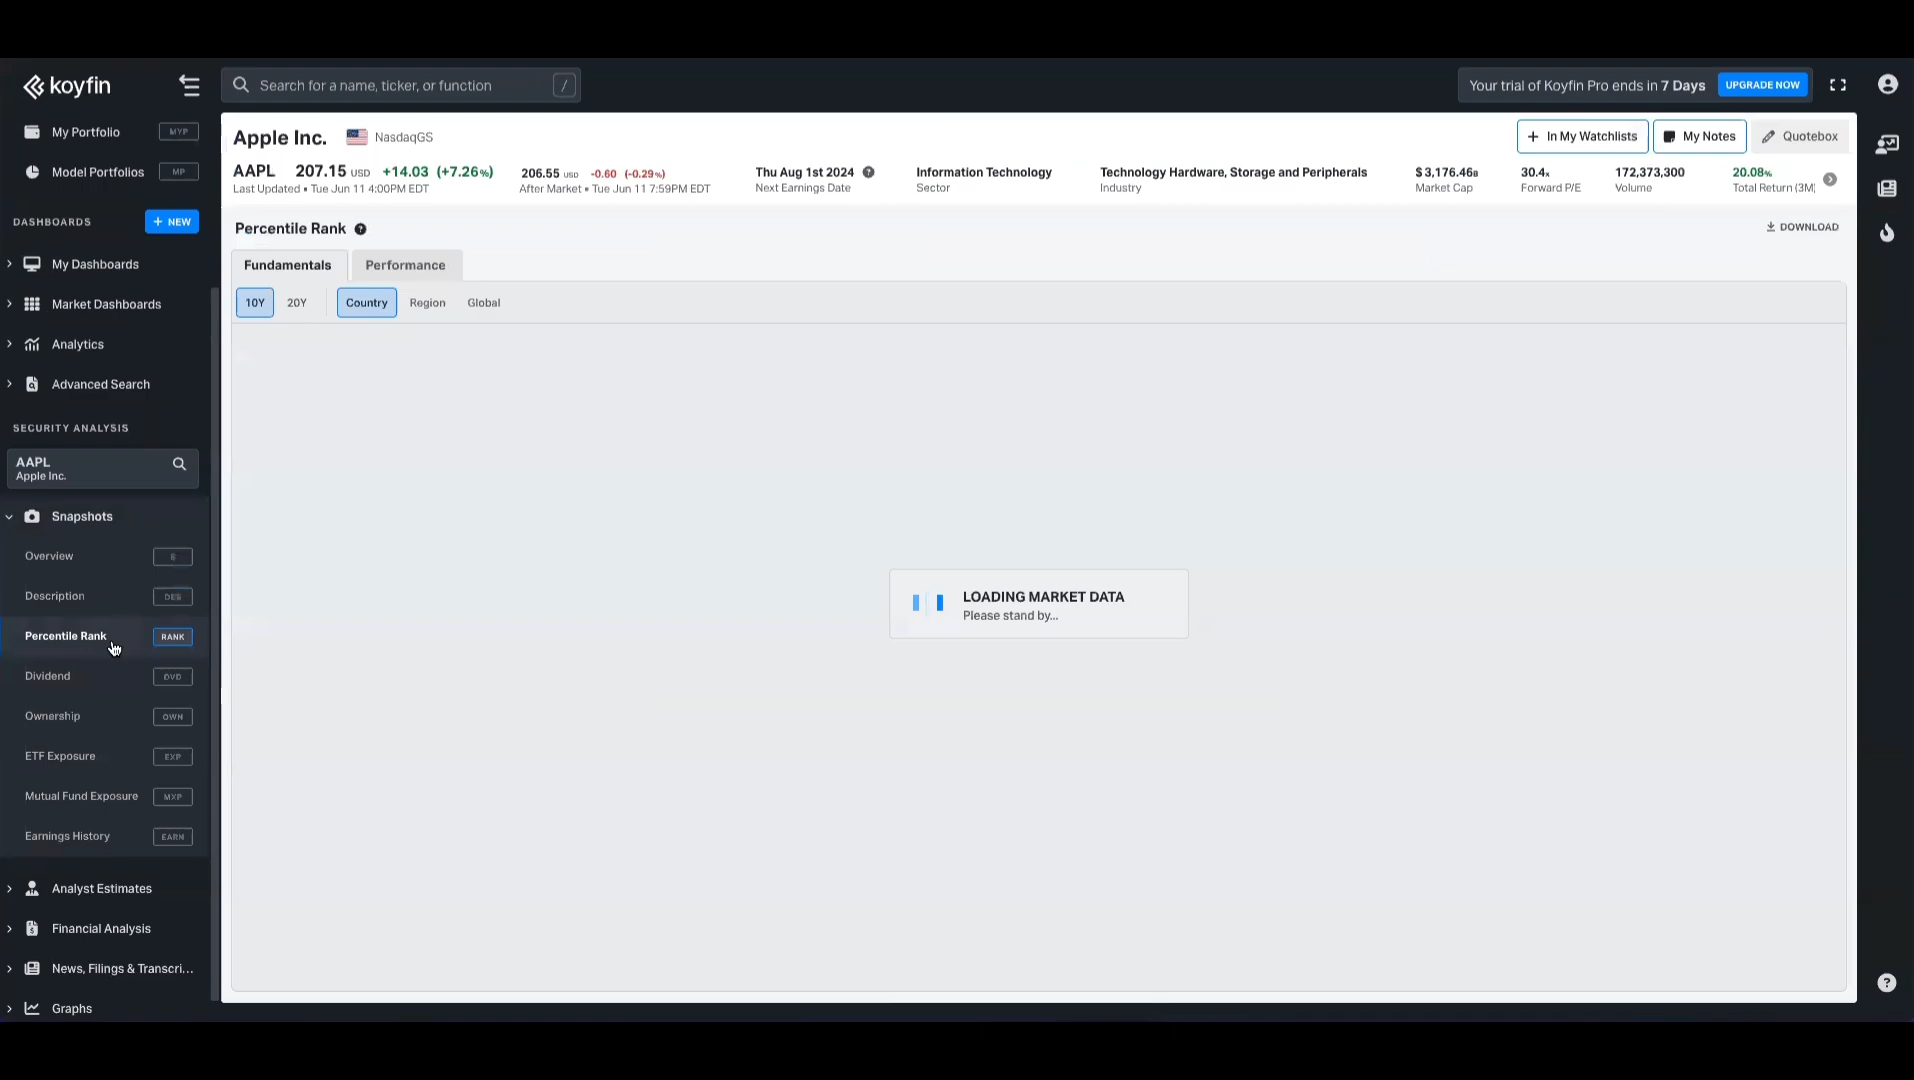 koyfin
Search for a name, ticker, or function /
Your trial of Koyfin Pro ends in 7 Days UPGRADE NOW
My Portfolio MYP
Model Portfolios MP
DASHBOARDS + NEW
My Dashboards
Market Dashboards
Analytics
Advanced Search
SECURITY ANALYSIS
AAPL
Apple Inc.
Snapshots
Overview
Description DES
Percentile Rank RANK
Dividend DVD
Ownership OWN
ETF Exposure EXP
Mutual Fund Exposure MXP
Earnings History EARN
Analyst Estimates
Financial Analysis
News, Filings & Transcri...
Graphs
Apple Inc. NasdaqGS
+ In My Watchlists My Notes Quotebox
AAPL 207.15 USD +14.03 (+7.26%)
Last Updated • Tue Jun 11 4:00PM EDT
206.55 USD -0.60 (-0.29%)
After Market • Tue Jun 11 7:59PM EDT
Thu Aug 1st 2024 ?
Next Earnings Date
Information Technology
Sector
Technology Hardware, Storage and Peripherals
Industry
$3,176.46B
Market Cap
30.4x
Forward P/E
172,373,300
Volume
20.08%
Total Return (3M)
Percentile Rank ?
DOWNLOAD
Fundamentals Performance
10Y 20Y Country Region Global
LOADING MARKET DATA
Please stand by...
?